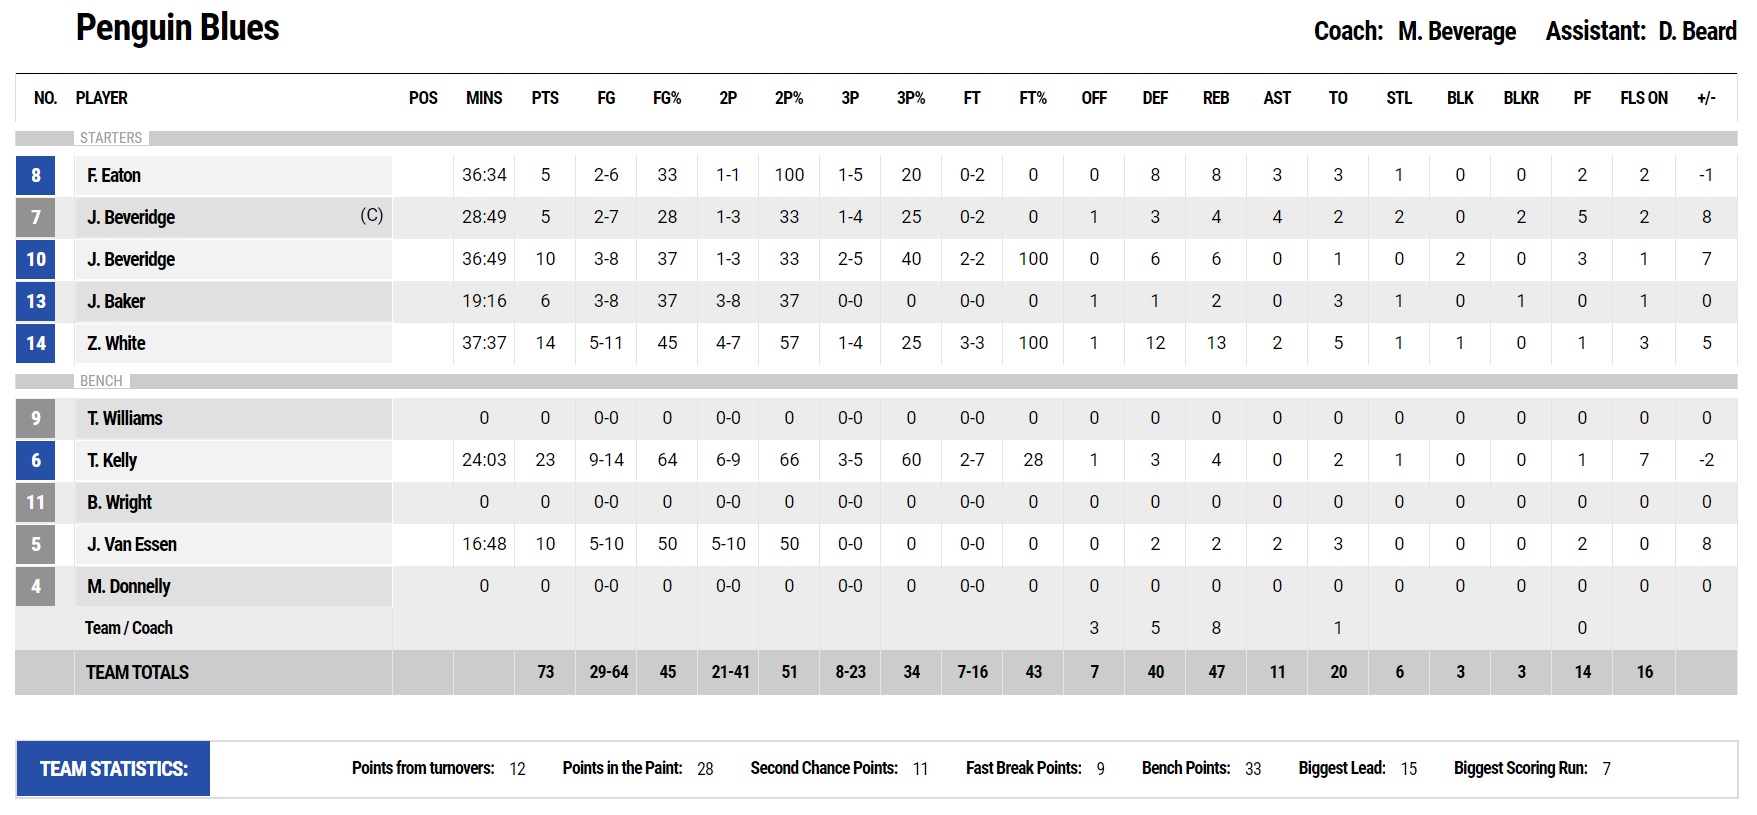 Penguin Blues Coach: M. Beverage Assistant: D. Beard
NO. PLAYER POS MINS PTS FG FG% 2P 2P% 3P 3P% FT FT% OFF DEF REB AST TO STL BLK BLKR PF FLS ON +/-
STARTERS
8 F. Eaton 36:34 5 2-6 33 1-1 100 1-5 20 0-2 0 0 8 8 3 3 1 0 0 2 2 -1
7 J. Beveridge (C) 28:49 5 2-7 28 1-3 33 1-4 25 0-2 0 1 3 4 4 2 2 0 2 5 2 8
10 J. Beveridge 36:49 10 3-8 37 1-3 33 2-5 40 2-2 100 0 6 6 0 1 0 2 0 3 1 7
13 J. Baker 19:16 6 3-8 37 3-8 37 0-0 0 0-0 0 1 1 2 0 3 1 0 1 0 1 0
14 Z. White 37:37 14 5-11 45 4-7 57 1-4 25 3-3 100 1 12 13 2 5 1 1 0 1 3 5
BENCH
9 T. Williams 0 0 0-0 0 0-0 0 0-0 0 0-0 0 0 0 0 0 0 0 0 0 0 0 0
6 T. Kelly 24:03 23 9-14 64 6-9 66 3-5 60 2-7 28 1 3 4 0 2 1 0 0 1 7 -2
11 B. Wright 0 0 0-0 0 0-0 0 0-0 0 0-0 0 0 0 0 0 0 0 0 0 0 0 0
5 J. Van Essen 16:48 10 5-10 50 5-10 50 0-0 0 0-0 0 0 2 2 2 3 0 0 0 2 0 8
4 M. Donnelly 0 0 0-0 0 0-0 0 0-0 0 0-0 0 0 0 0 0 0 0 0 0 0 0 0
Team / Coach 3 5 8 1 0
TEAM TOTALS 73 29-64 45 21-41 51 8-23 34 7-16 43 7 40 47 11 20 6 3 3 14 16
TEAM STATISTICS: Points from turnovers: 12 Points in the Paint: 28 Second Chance Points: 11 Fast Break Points: 9 Bench Points: 33 Biggest Lead: 15 Biggest Scoring Run: 7